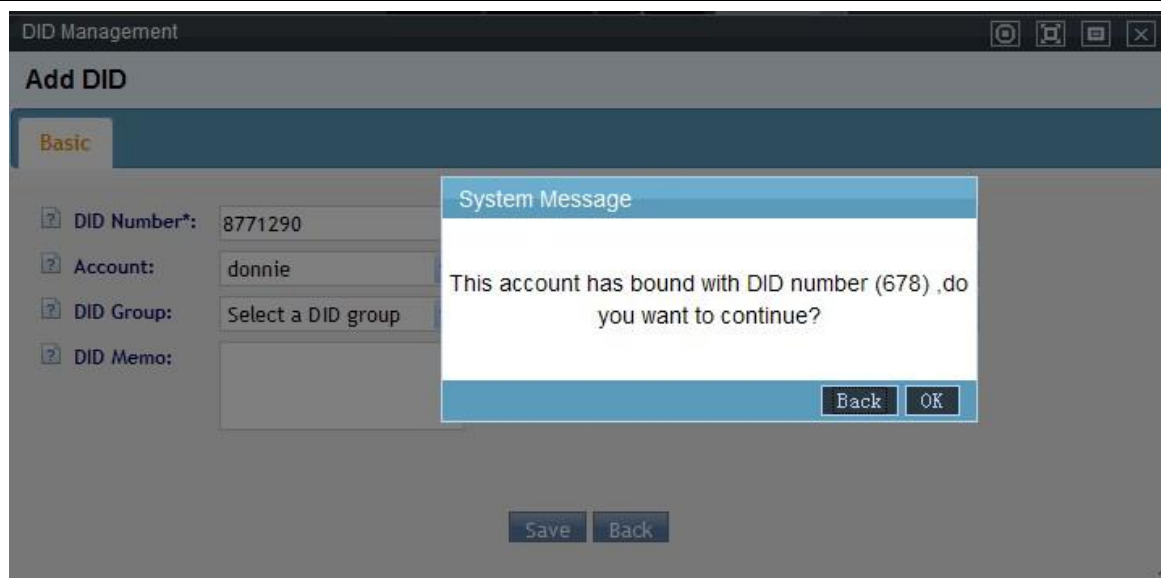 DID Management
Add DID
Basic
DID Number*:
8771290
Account:
donnie
DID Group:
Select a DID group
DID Memo:
System Message
This account has bound with DID number (678) ,do
you want to continue?
Back
OK
Save
Back